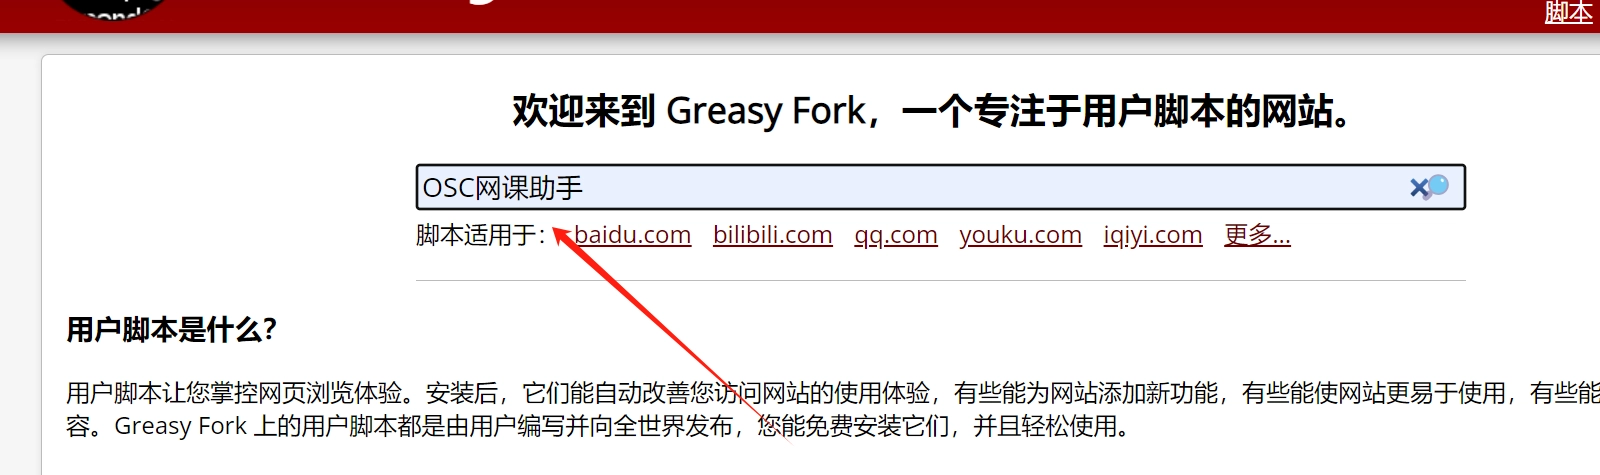 脚本
欢迎来到 Greasy Fork，一个专注于用户脚本的网站。
OSC网课助手
脚本适用于： baidu.com bilibili.com qq.com youku.com iqiyi.com 更多...
用户脚本是什么？
用户脚本让您掌控网页浏览体验。安装后，它们能自动改善您访问网站的使用体验，有些能为网站添加新功能，有些能使网站更易于使用，有些能
容。Greasy Fork 上的用户脚本都是由用户编写并向全世界发布，您能免费安装它们，并且轻松使用。